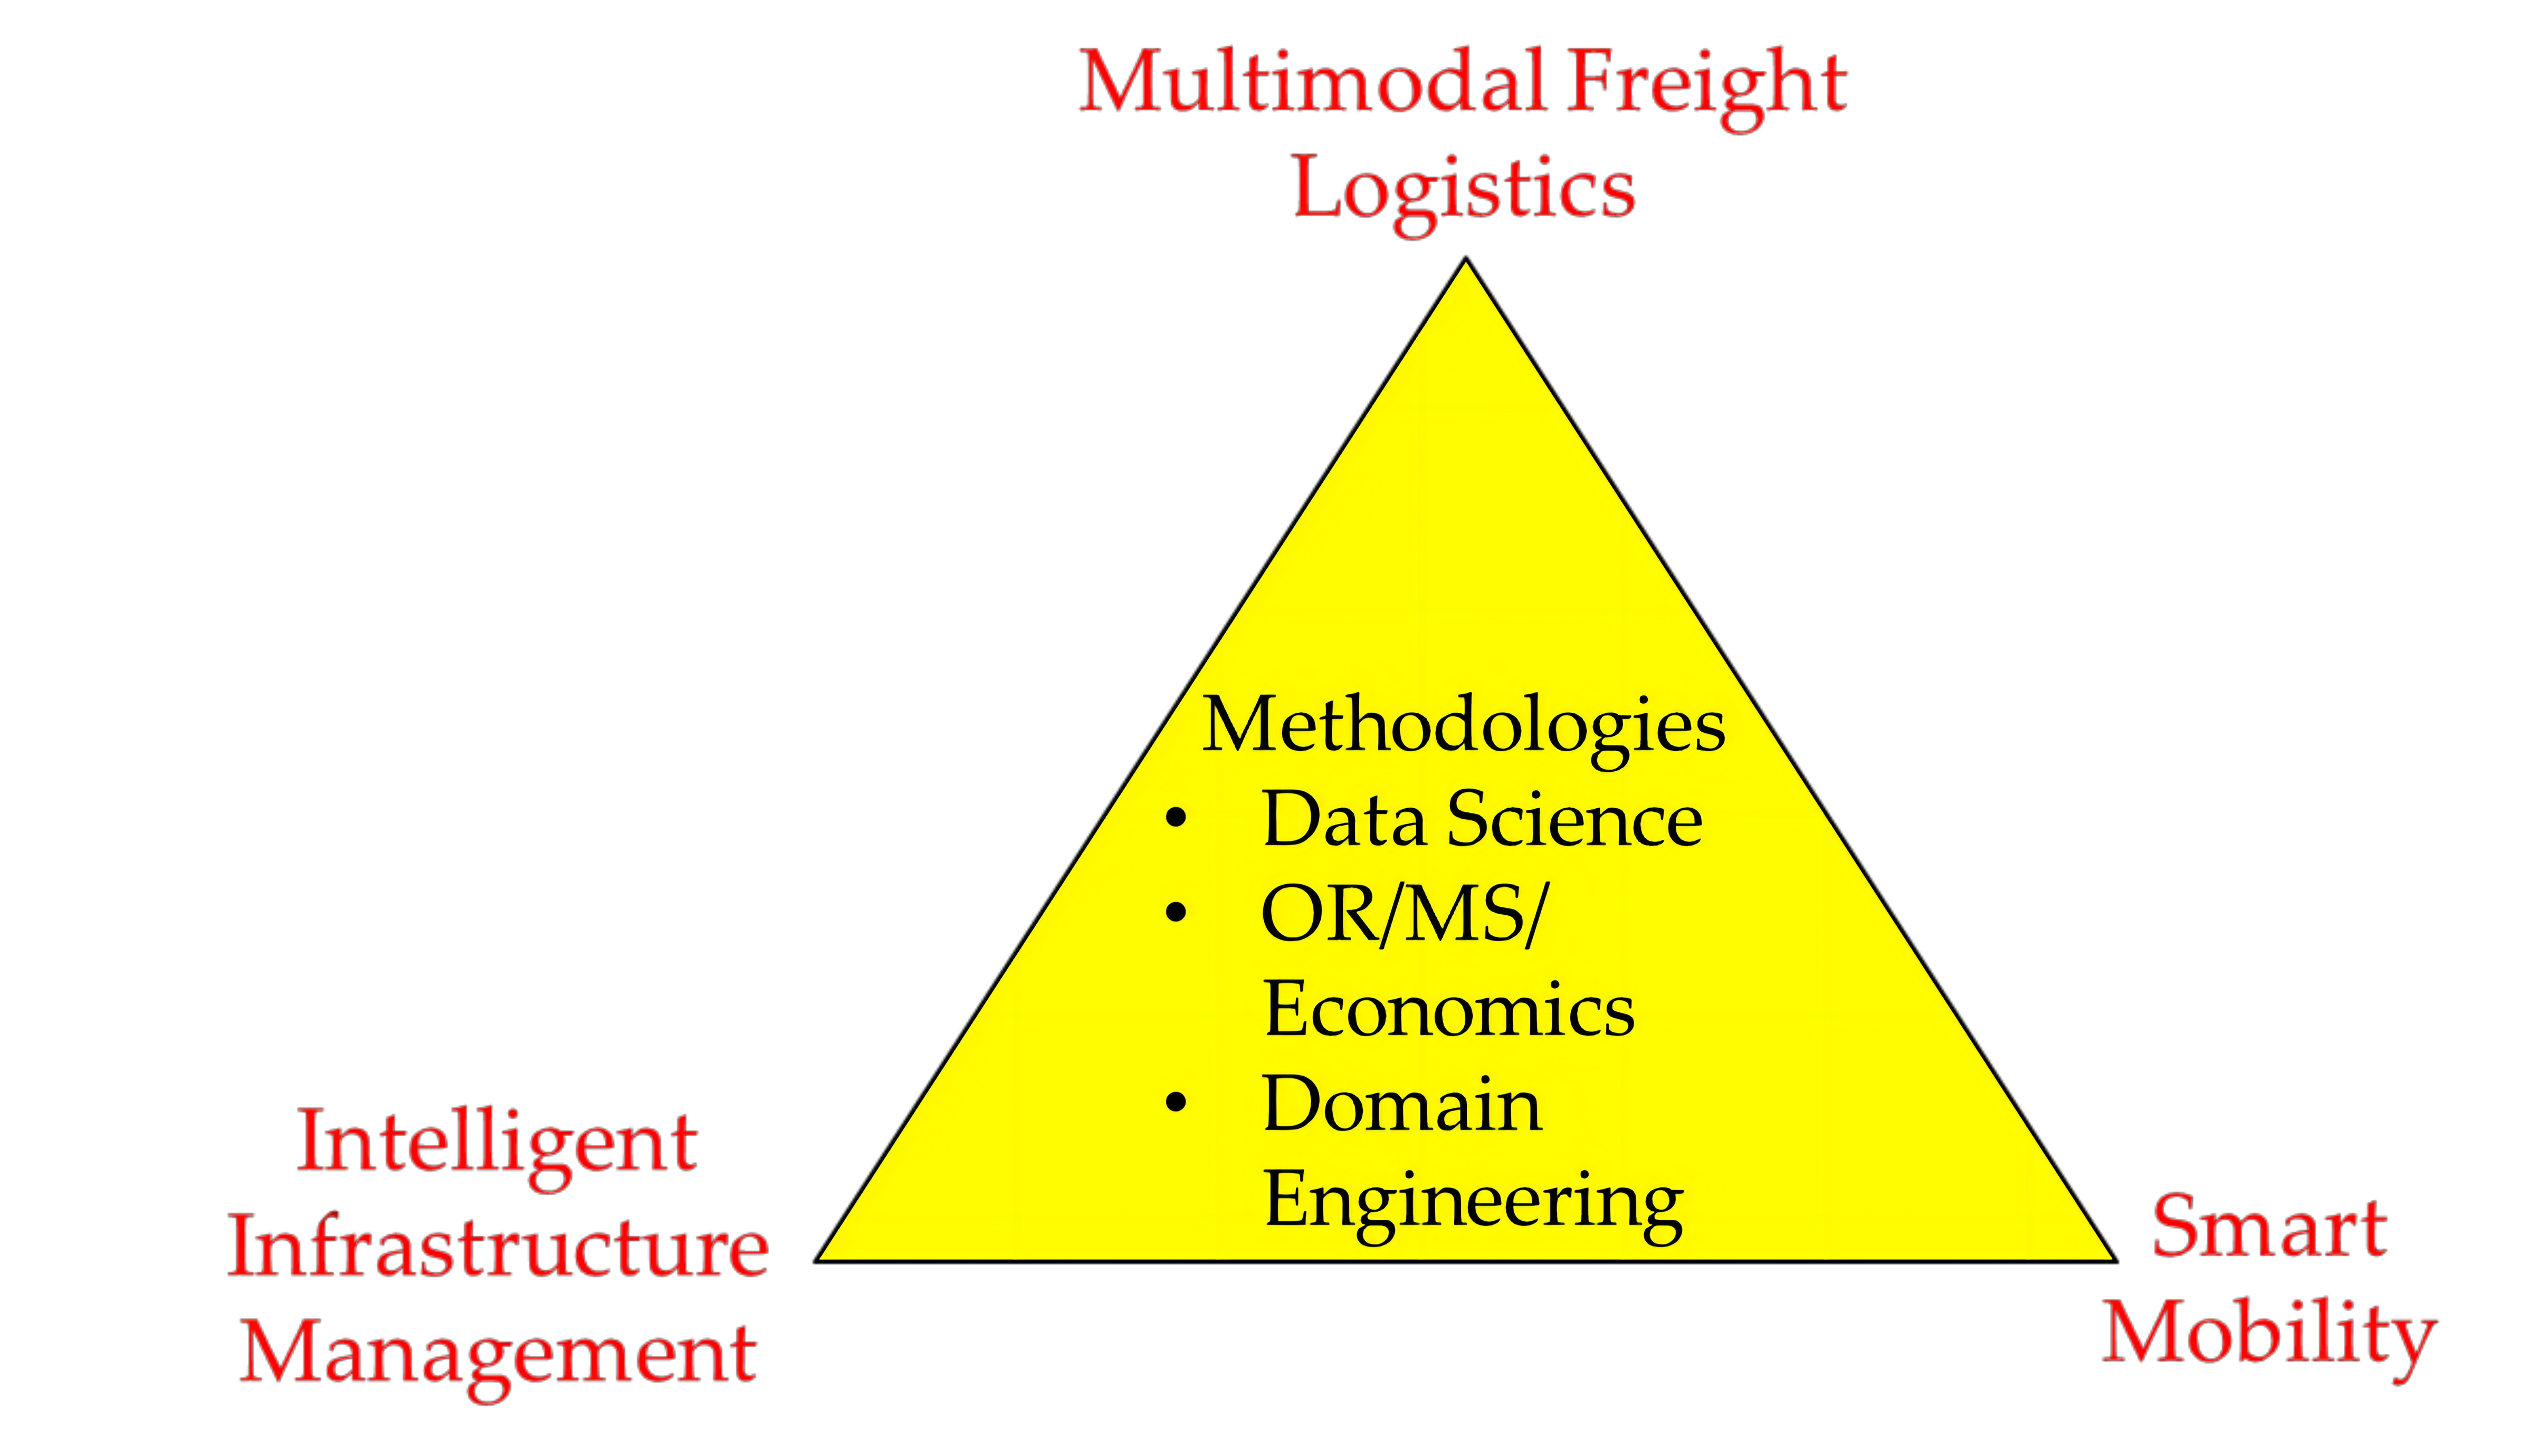 Multimodal Freight
Logistics
Methodologies
• Data Science
• OR/MS/
Economics
• Domain
Engineering
Intelligent
Infrastructure
Management
Smart
Mobility